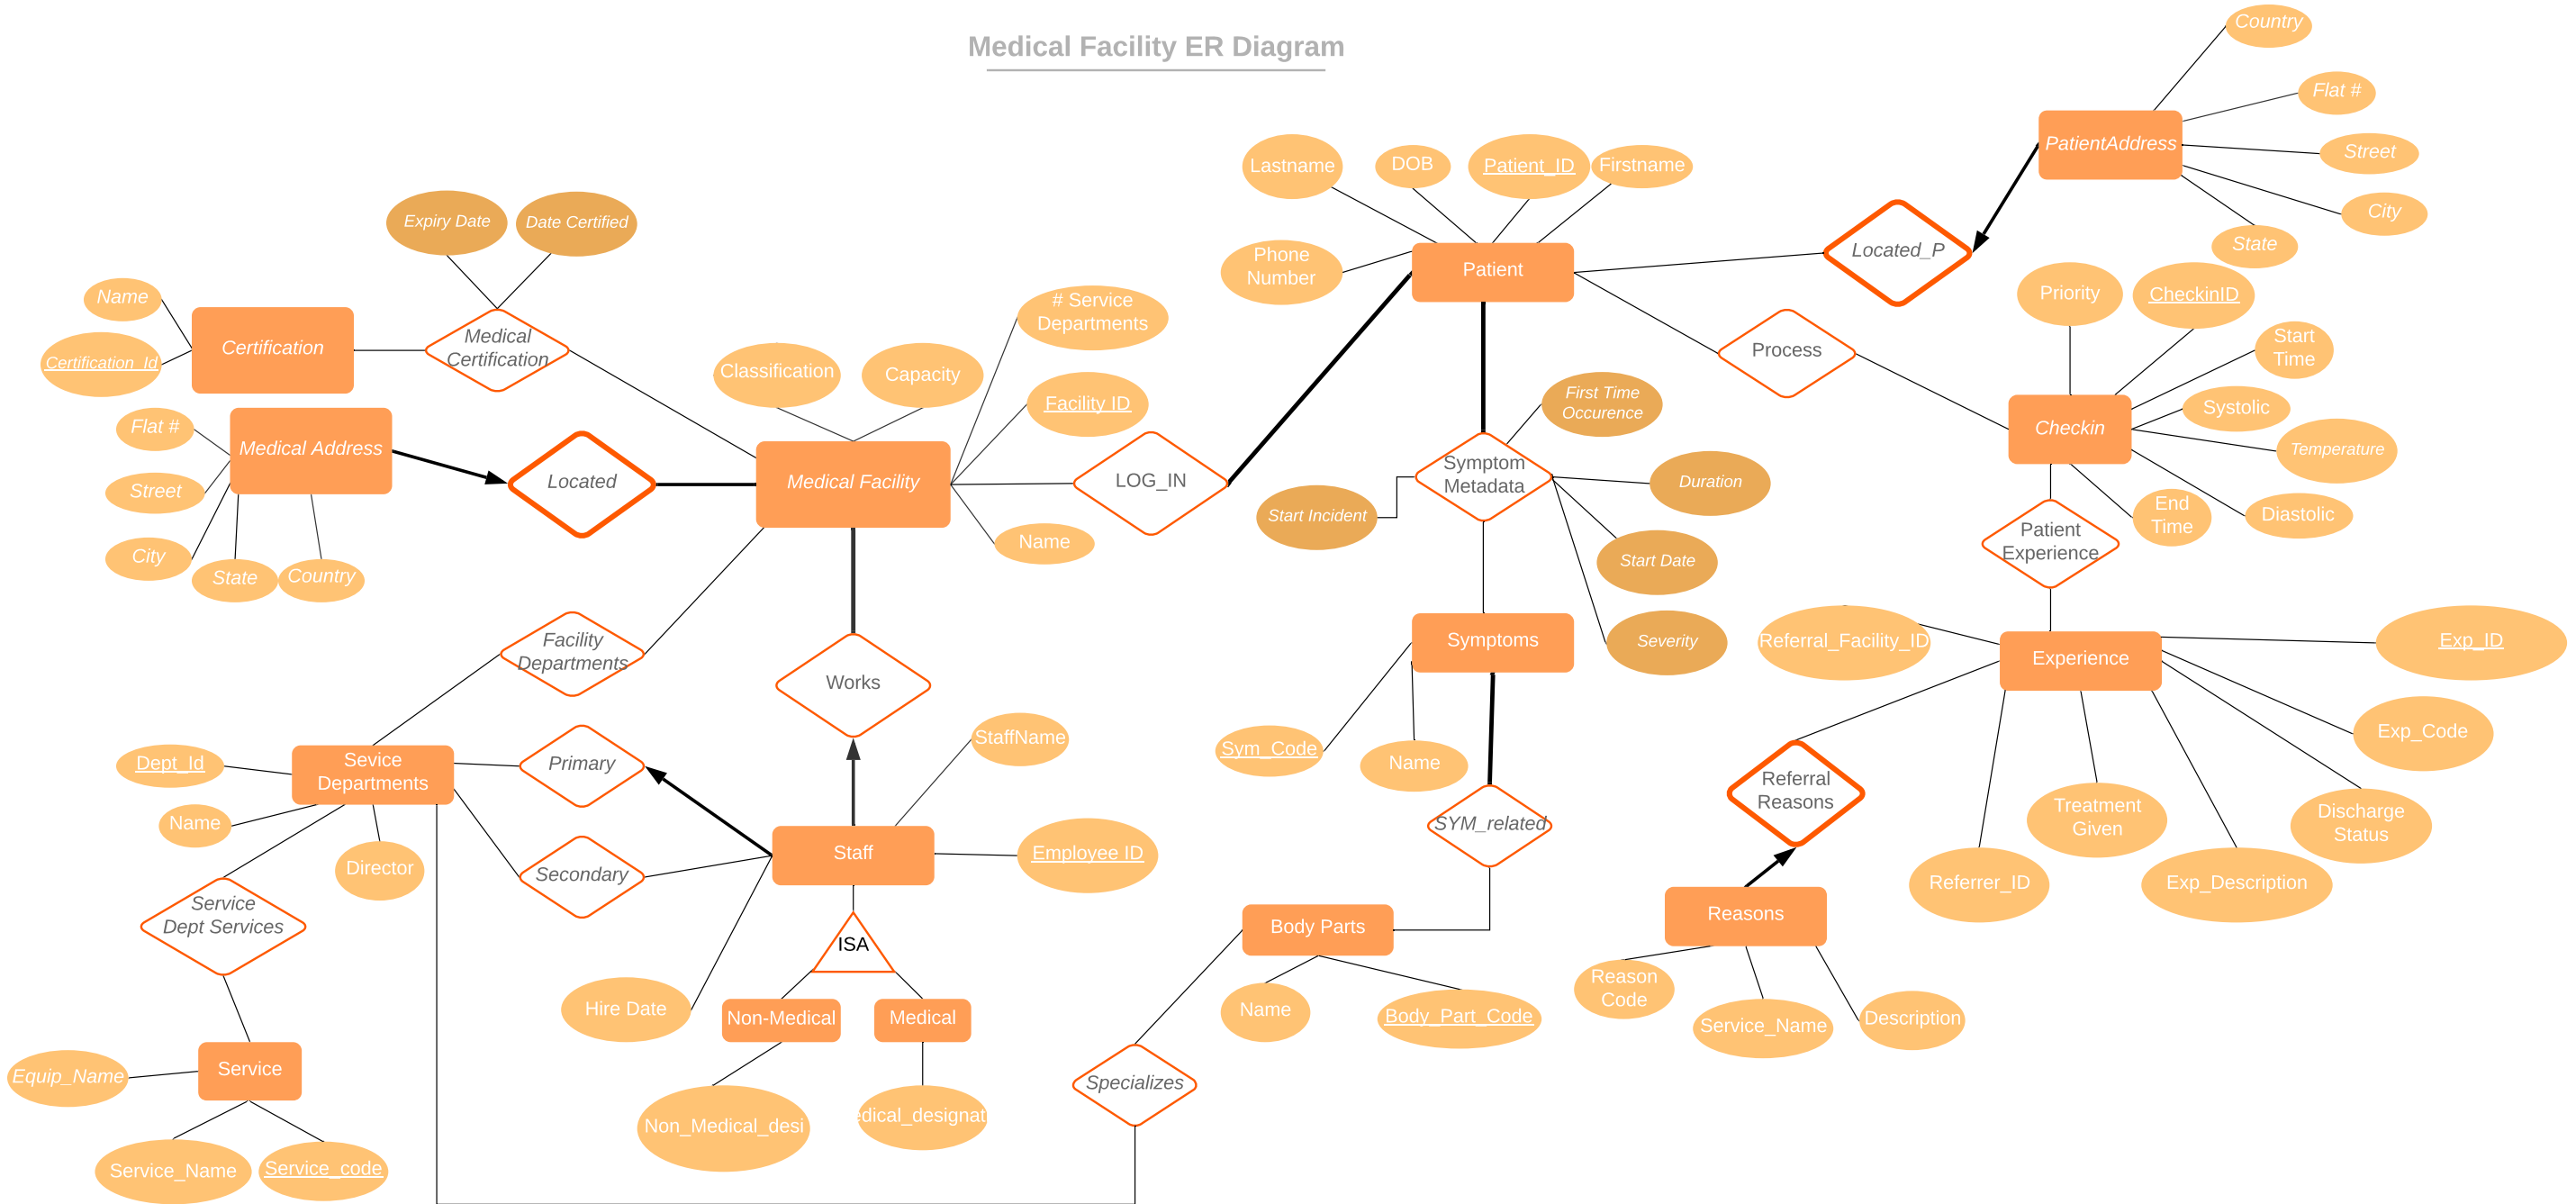 Medical Facility ER Diagram
Country
Flat #
PatientAddress
Street
City
State
Lastname
DOB
Patient_ID
Firstname
Phone
Number
Patient
Located_P
Expiry Date
Date Certified
Name
Certification_Id
Certification
Medical
Certification
# Service
Departments
Classification
Capacity
Facility ID
Process
Priority
CheckinID
Start
Time
Systolic
Temperature
Checkin
Diastolic
End
Time
Flat #
Medical Address
Street
City
State
Country
Located
Medical Facility
LOG_IN
Name
First Time
Occurence
Symptom
Metadata
Duration
Start Incident
Start Date
Severity
Patient
Experience
Facility
Departments
Works
Symptoms
Referral_Facility_ID
Experience
Exp_ID
Exp_Code
Dept_Id
Sevice
Departments
Primary
StaffName
Sym_Code
Name
Referral
Reasons
Treatment
Given
Discharge
Status
Name
Director
Secondary
Staff
Employee ID
SYM_related
Referrer_ID
Exp_Description
Service
Dept Services
ISA
Body Parts
Reasons
Hire Date
Non-Medical
Medical
Name
Body_Part_Code
Reason
Code
Service_Name
Description
Equip_Name
Service
Specializes
Non_Medical_desi
edical_designat
Service_Name
Service_code